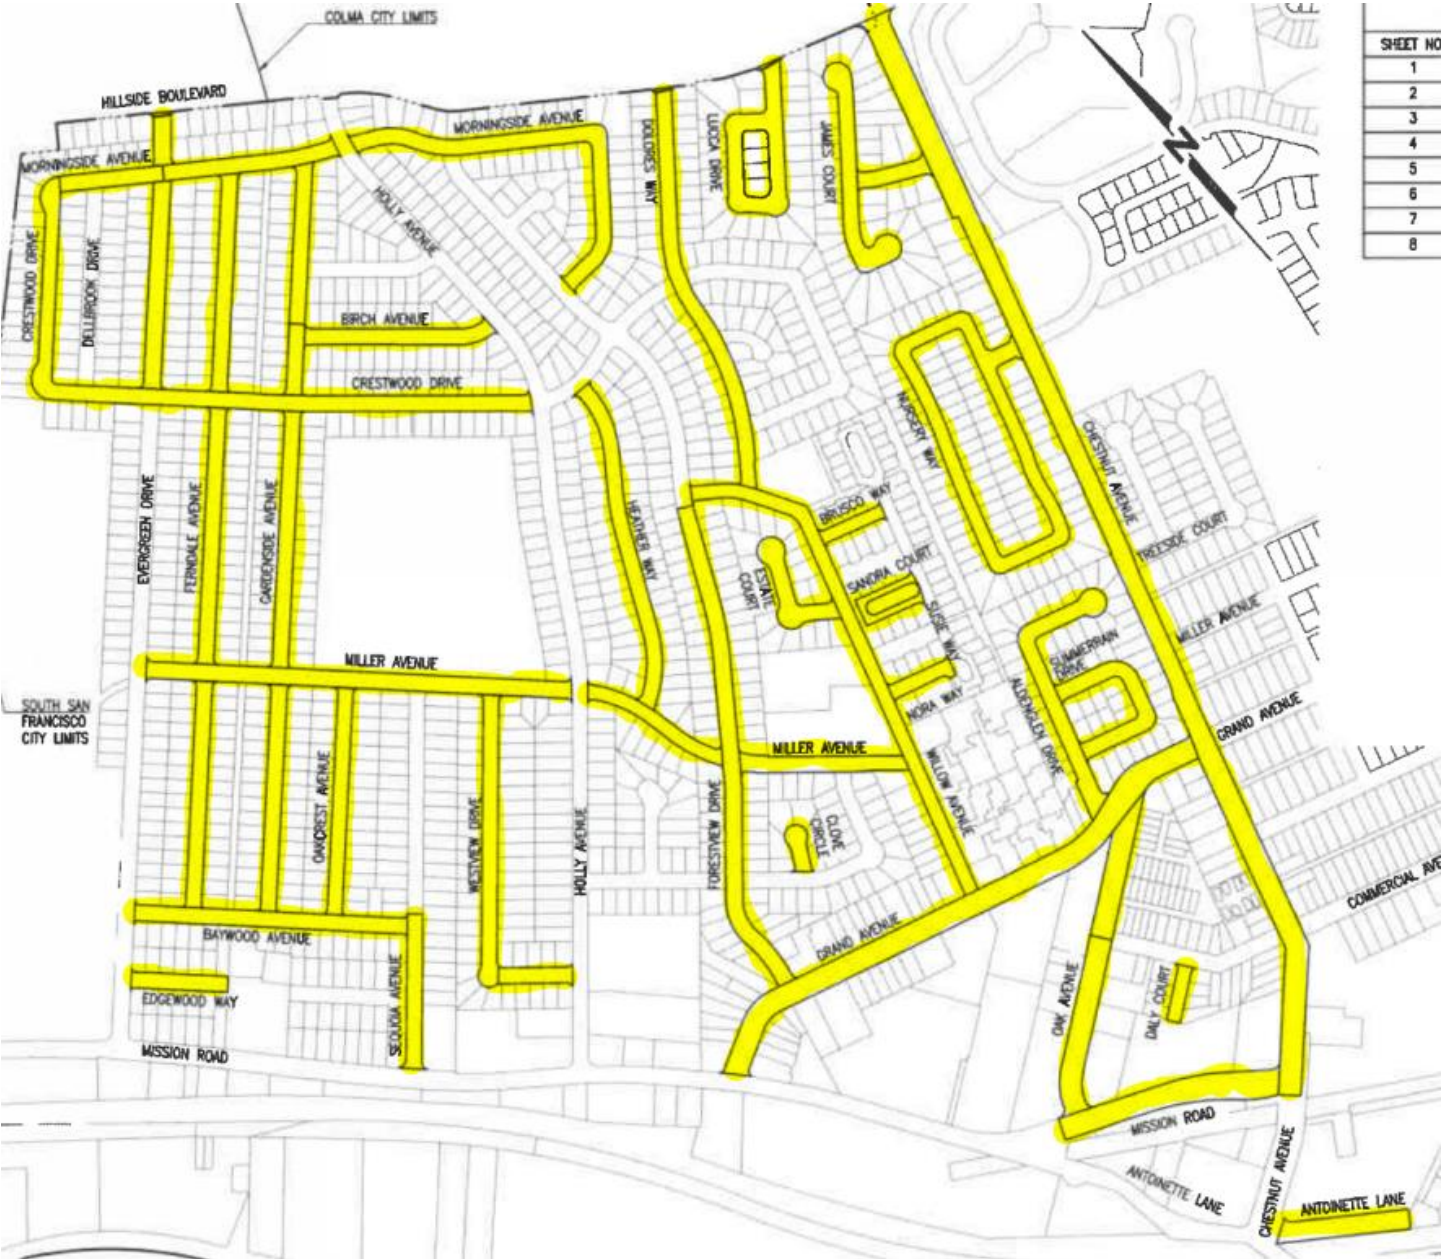 COLMA CITY LIMITS
SHEET NO
1
2
3
4
5
6
7
8
HILLSIDE BOULEVARD
MORNINGSIDE AVENUE
MORNINGSIDE AVENUE
DOLORES WAY
LUCCA DRIVE
JAMES COURT
N
HOLLY AVENUE
CRESTWOOD DRIVE
DELLBROOK DRIVE
BIRCH AVENUE
CRESTWOOD DRIVE
NURSERY WAY
CHESTNUT AVENUE
EVERGREEN DRIVE
FERNDALE AVENUE
GARDENSIDE AVENUE
HEATHER WAY
BRUSCO WAY
TREESIDE COURT
ESTATE
COURT
SANDRA COURT
SUSIE WAY
MILLER AVENUE
SUMMERRAIN
DRIVE
MILLER AVENUE
NORA WAY
ALDENGLEN DRIVE
GRAND AVENUE
SOUTH SAN
FRANCISCO
CITY LIMITS
MILLER AVENUE
WILLOW AVENUE
OAKCREST AVENUE
WESTVIEW DRIVE
HOLLY AVENUE
FORESTVIEW DRIVE
CLOVE
CIRCLE
COMMERCIAL AVE
GRAND AVENUE
BAYWOOD AVENUE
SEQUOIA AVENUE
OAK AVENUE
DALY COURT
EDGEWOOD WAY
MISSION ROAD
MISSION ROAD
ANTOINETTE LANE
CHESTNUT AVENUE
ANTOINETTE LANE